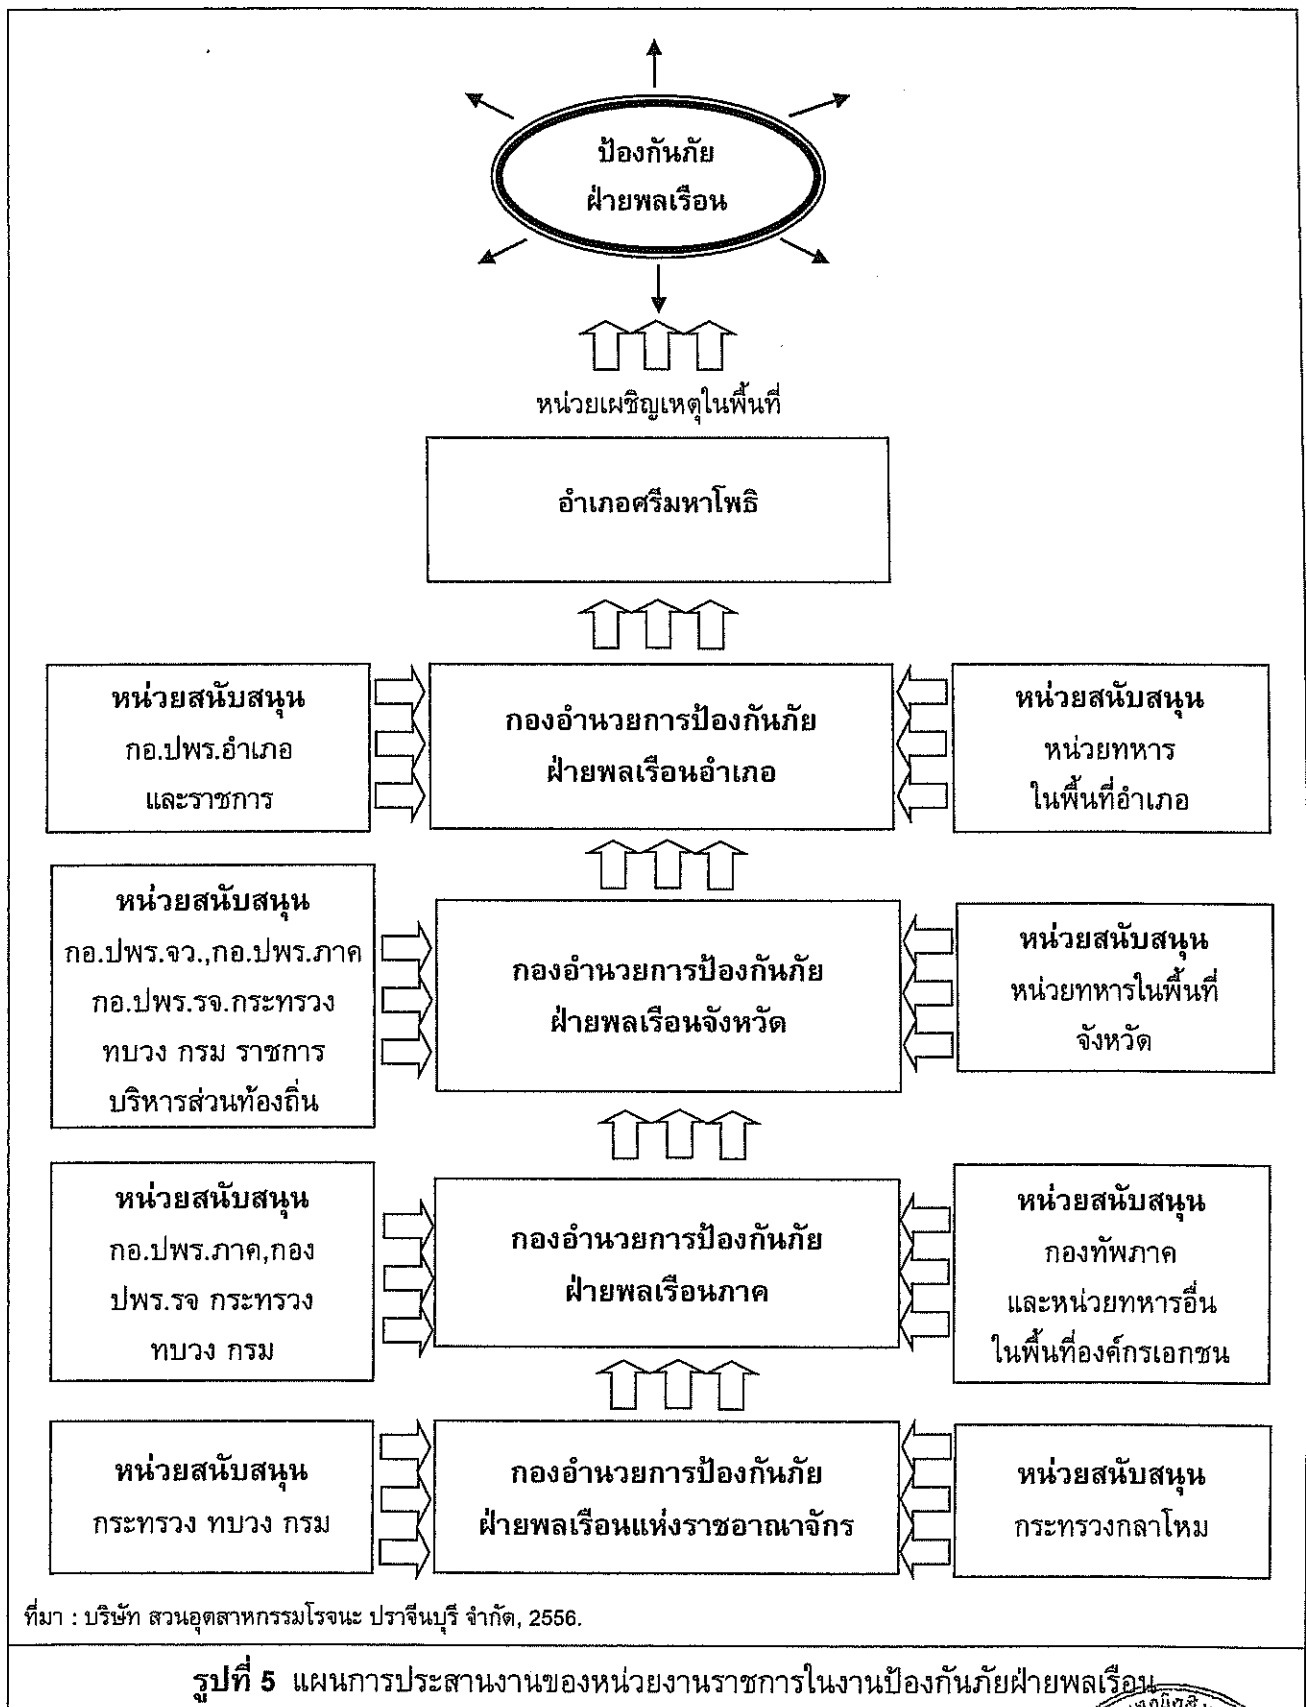 ป้องกันภัย
ฝ่ายพลเรือน
หน่วยเผชิญเหตุในพื้นที่
อำเภอศรีมหาโพธิ
หน่วยสนับสนุน
กอ.ปพร.อำเภอ
และราชการ
กองอำนวยการป้องกันภัย
ฝ่ายพลเรือนอำเภอ
หน่วยสนับสนุน
หน่วยทหาร
ในพื้นที่อำเภอ
หน่วยสนับสนุน
กอ.ปพร.จว.,กอ.ปพร.ภาค
กอ.ปพร.รจ.กระทรวง
ทบวง กรม ราชการ
บริหารส่วนท้องถิ่น
กองอำนวยการป้องกันภัย
ฝ่ายพลเรือนจังหวัด
หน่วยสนับสนุน
หน่วยทหารในพื้นที่
จังหวัด
หน่วยสนับสนุน
กอ.ปพร.ภาค,กอง
ปพร.รจ กระทรวง
ทบวง กรม
กองอำนวยการป้องกันภัย
ฝ่ายพลเรือนภาค
หน่วยสนับสนุน
กองทัพภาค
และหน่วยทหารอื่น
ในพื้นที่องค์กรเอกชน
หน่วยสนับสนุน
กระทรวง ทบวง กรม
กองอำนวยการป้องกันภัย
ฝ่ายพลเรือนแห่งราชอาณาจักร
หน่วยสนับสนุน
กระทรวงกลาโหม
ที่มา : บริษัท สวนอุตสาหกรรมโรจนะ ปราจีนบุรี จำกัด, 2556.
รูปที่ 5 แผนการประสานงานของหน่วยงานราชการในงานป้องกันภัยฝ่ายพลเรือน